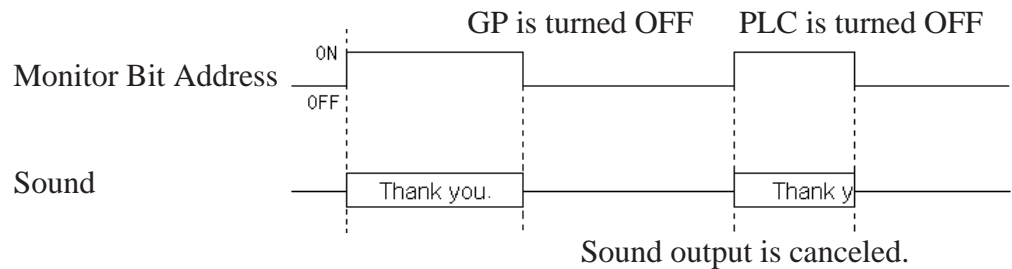 GP is turned OFF PLC is turned OFF
ON
Monitor Bit Address
OFF
Sound Thank you. Thank y
Sound output is canceled.